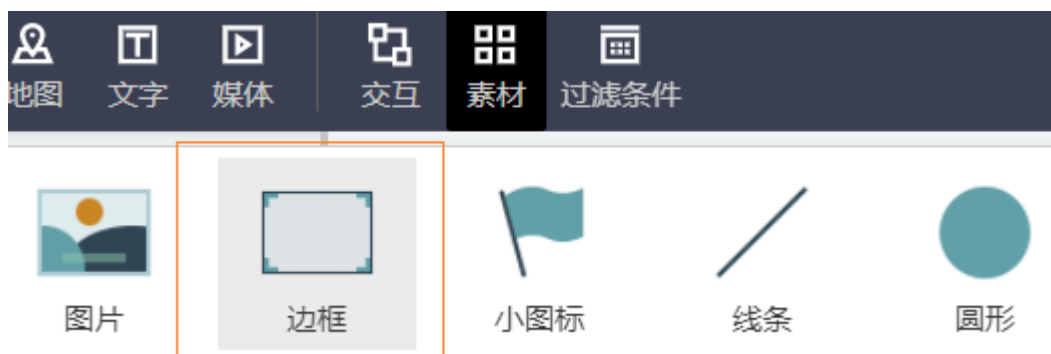 地图 文字 媒体 交互 素材 过滤条件
图片 边框 小图标 线条 圆形